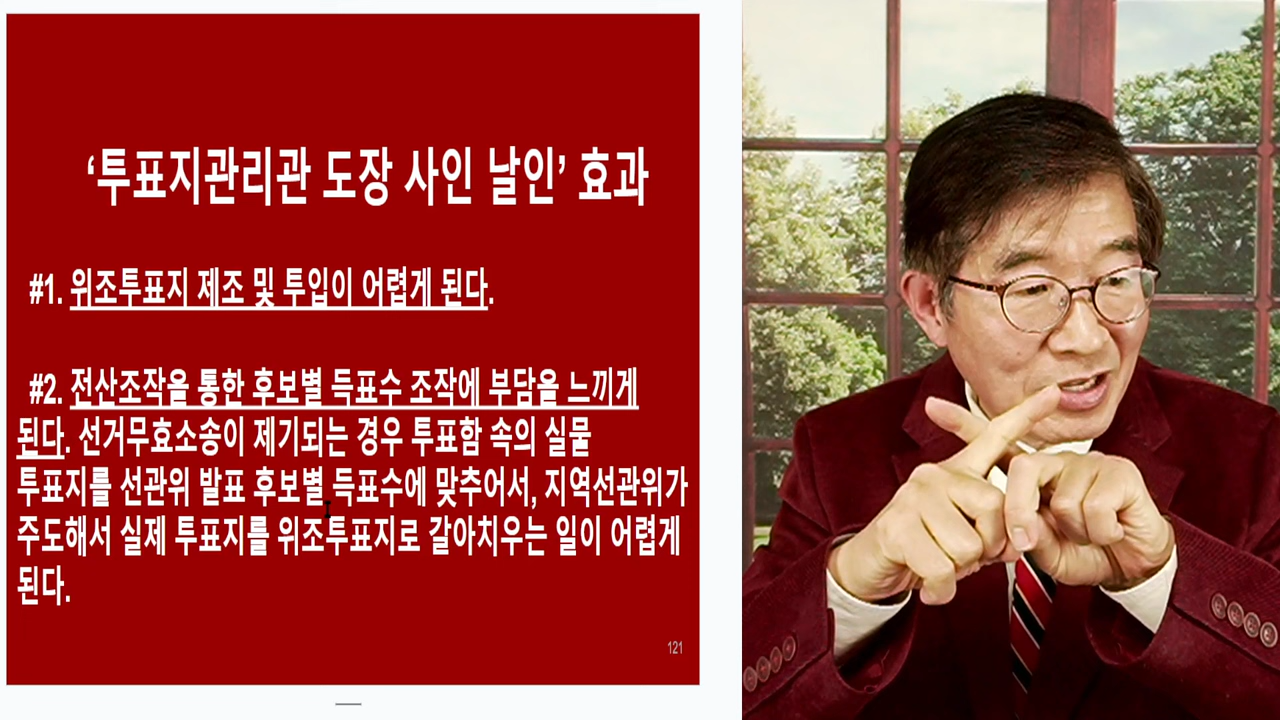 ‘투표지관리관 도장 사인 날인’ 효과
#1. 위조투표지 제조 및 투입이 어렵게 된다.
#2. 전산조작을 통한 후보별 득표수 조작에 부담을 느끼게
된다. 선거무효소송이 제기되는 경우 투표함 속의 실물
투표지를 선관위 발표 후보별 득표수에 맞추어서, 지역선관위가
주도해서 실제 투표지를 위조투표지로 갈아치우는 일이 어렵게
된다.
121